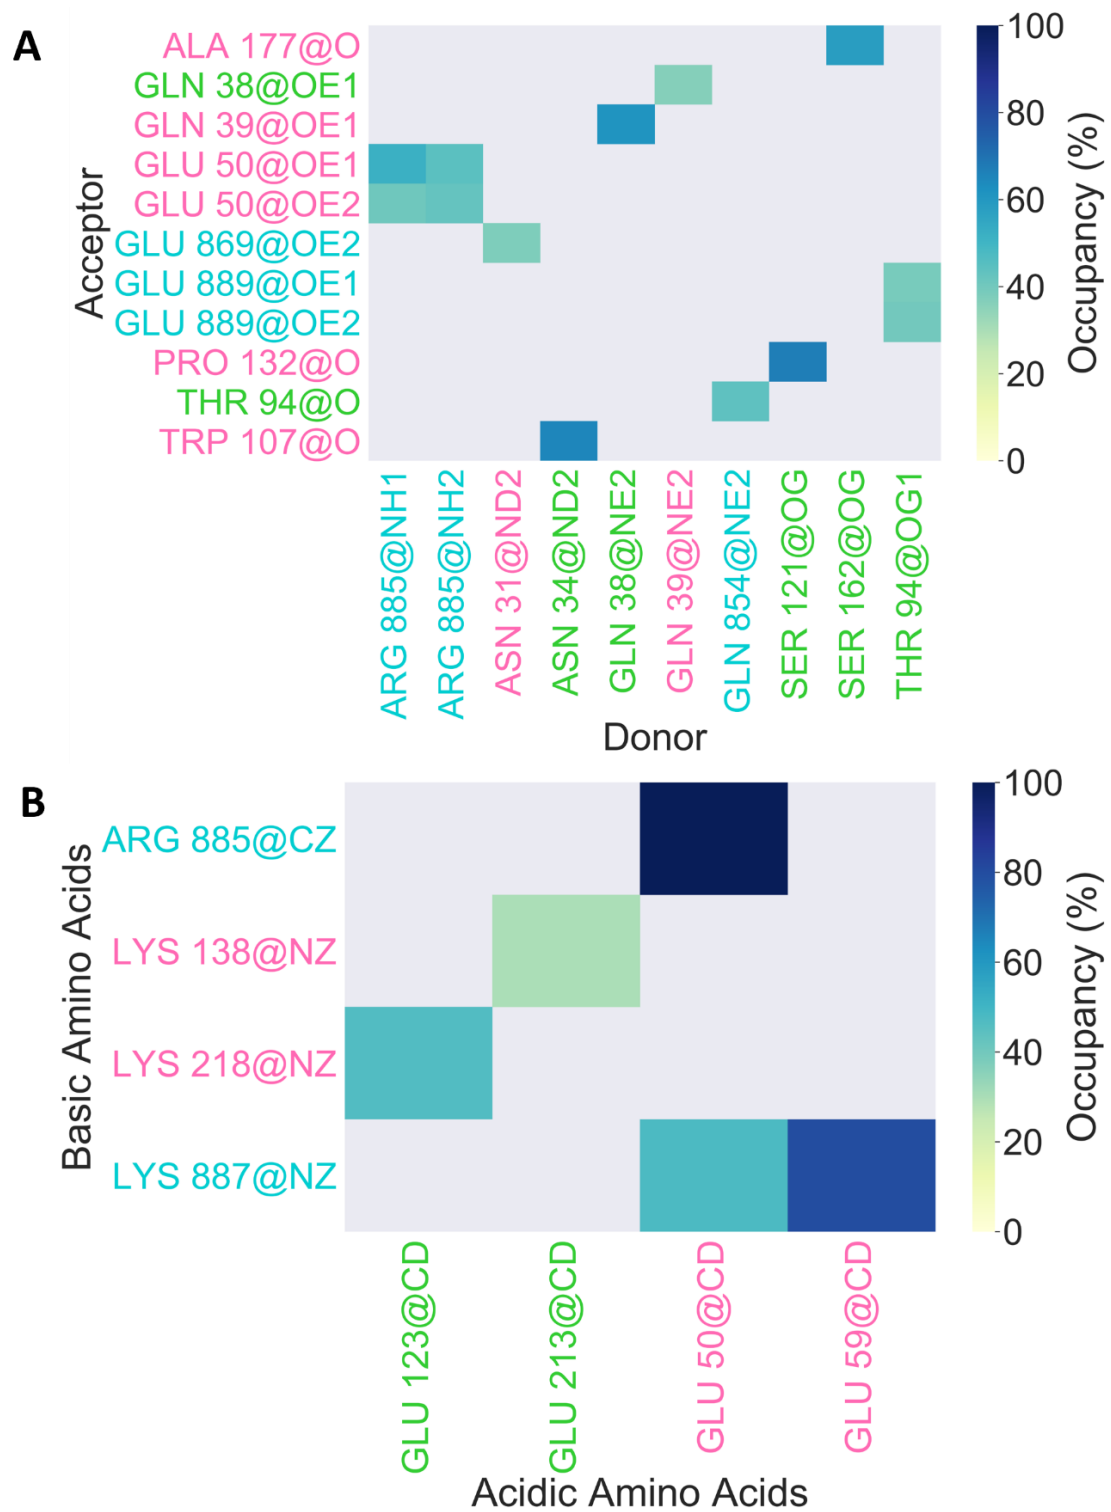 A
Acceptor
ALA 177@O
GLN 38@OE1
GLN 39@OE1
GLU 50@OE1
GLU 50@OE2
GLU 869@OE2
GLU 889@OE1
GLU 889@OE2
PRO 132@O
THR 94@O
TRP 107@O
ARG 885@NH1
ARG 885@NH2
ASN 31@ND2
ASN 34@ND2
GLN 38@NE2
GLN 39@NE2
GLN 854@NE2
SER 121@OG
SER 162@OG
THR 94@OG1
Donor
100
80
60
40
20
0
Occupancy (%)
B
Basic Amino Acids
ARG 885@CZ
LYS 138@NZ
LYS 218@NZ
LYS 887@NZ
GLU 123@CD
GLU 213@CD
GLU 50@CD
GLU 59@CD
Acidic Amino Acids
100
80
60
40
20
0
Occupancy (%)